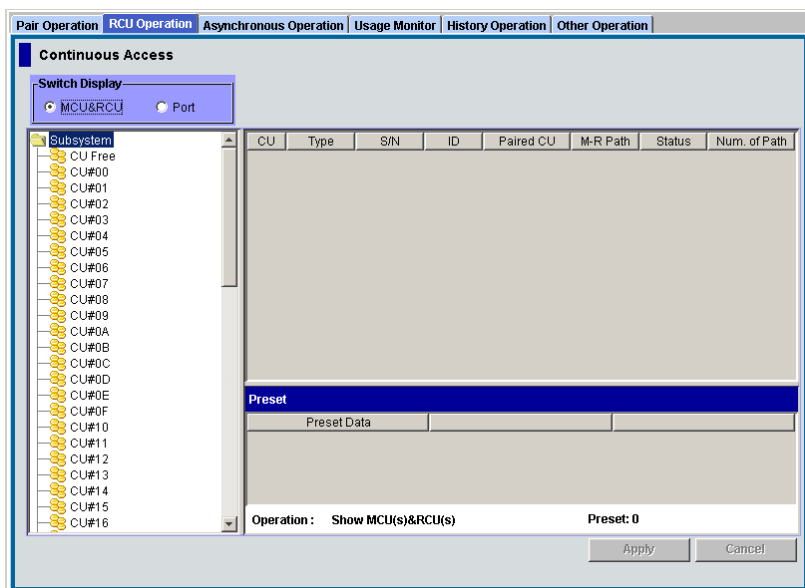 Pair Operation RCU Operation Asynchronous Operation Usage Monitor History Operation Other Operation
Continuous Access
Switch Display
MCU&RCU Port
Subsystem
CU Free
CU#00
CU#01
CU#02
CU#03
CU#04
CU#05
CU#06
CU#07
CU#08
CU#09
CU#0A
CU#0B
CU#0C
CU#0D
CU#0E
CU#0F
CU#10
CU#11
CU#12
CU#13
CU#14
CU#15
CU#16
CU Type S/N ID Paired CU M-R Path Status Num. of Path
Preset
Preset Data
Operation : Show MCU(s)&RCU(s) Preset: 0
Apply Cancel